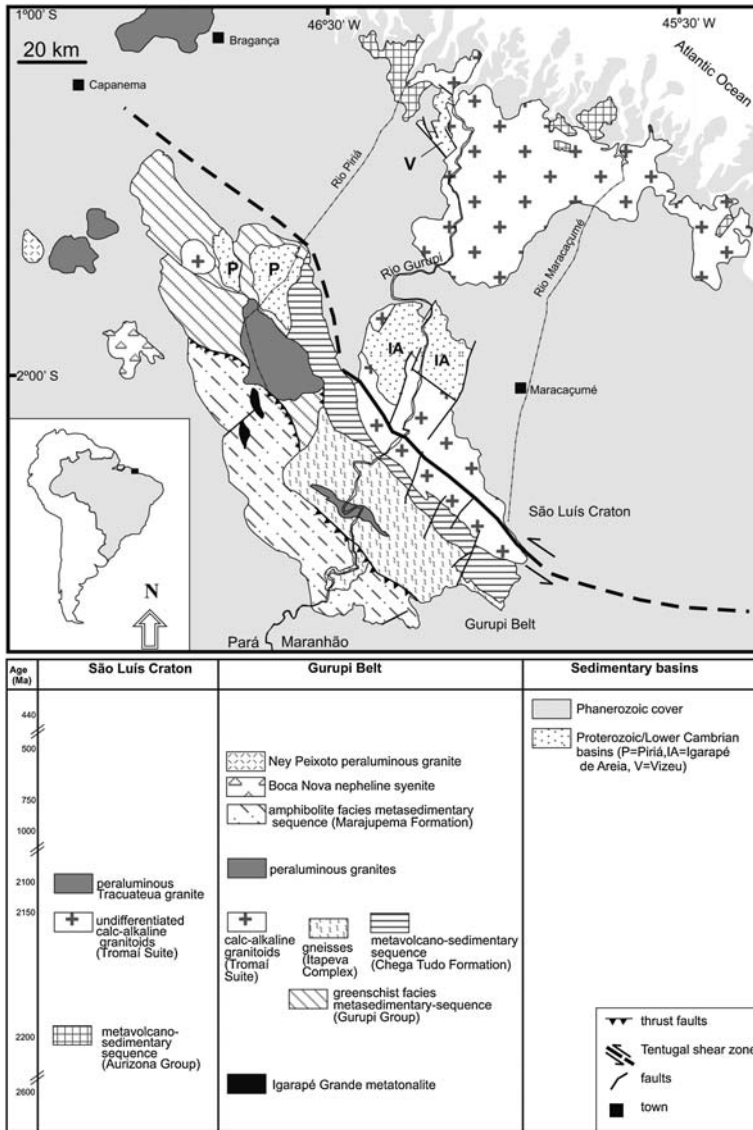 1°00′ S
46°30′ W
45°30′ W
20 km
Bragança
Capanema
Atlantic Ocean
Rio Piriá
V
Rio Gurupi
Rio Maracaçumé
P
P
IA
IA
2°00′ S
Maracaçumé
São Luís Craton
N
Gurupi Belt
Pará
Maranhão
Age
(Ma)
São Luís Craton
Gurupi Belt
Sedimentary basins
440
500
750
1000
2100
2150
2200
2600
peraluminous
Tracuateua granite
undifferentiated
calc-alkaline
granitoids
(Tromaí Suite)
metavolcano-
sedimentary
sequence
(Aurizona Group)
Ney Peixoto peraluminous granite
Boca Nova nepheline syenite
amphibolite facies metasedimentary
sequence (Marajupema Formation)
peraluminous granites
calc-alkaline
granitoids
(Tromaí
Suite)
gneisses
(Itapeva
Complex)
metavolcano-sedimentary
sequence
(Chega Tudo Formation)
greenschist facies
metasedimentary-sequence
(Gurupi Group)
Igarapé Grande metatonalite
Phanerozoic cover
Proterozoic/Lower Cambrian
basins (P=Piriá,IA=Igarapé
de Areia, V=Vizeu)
thrust faults
Tentugal shear zone
faults
town